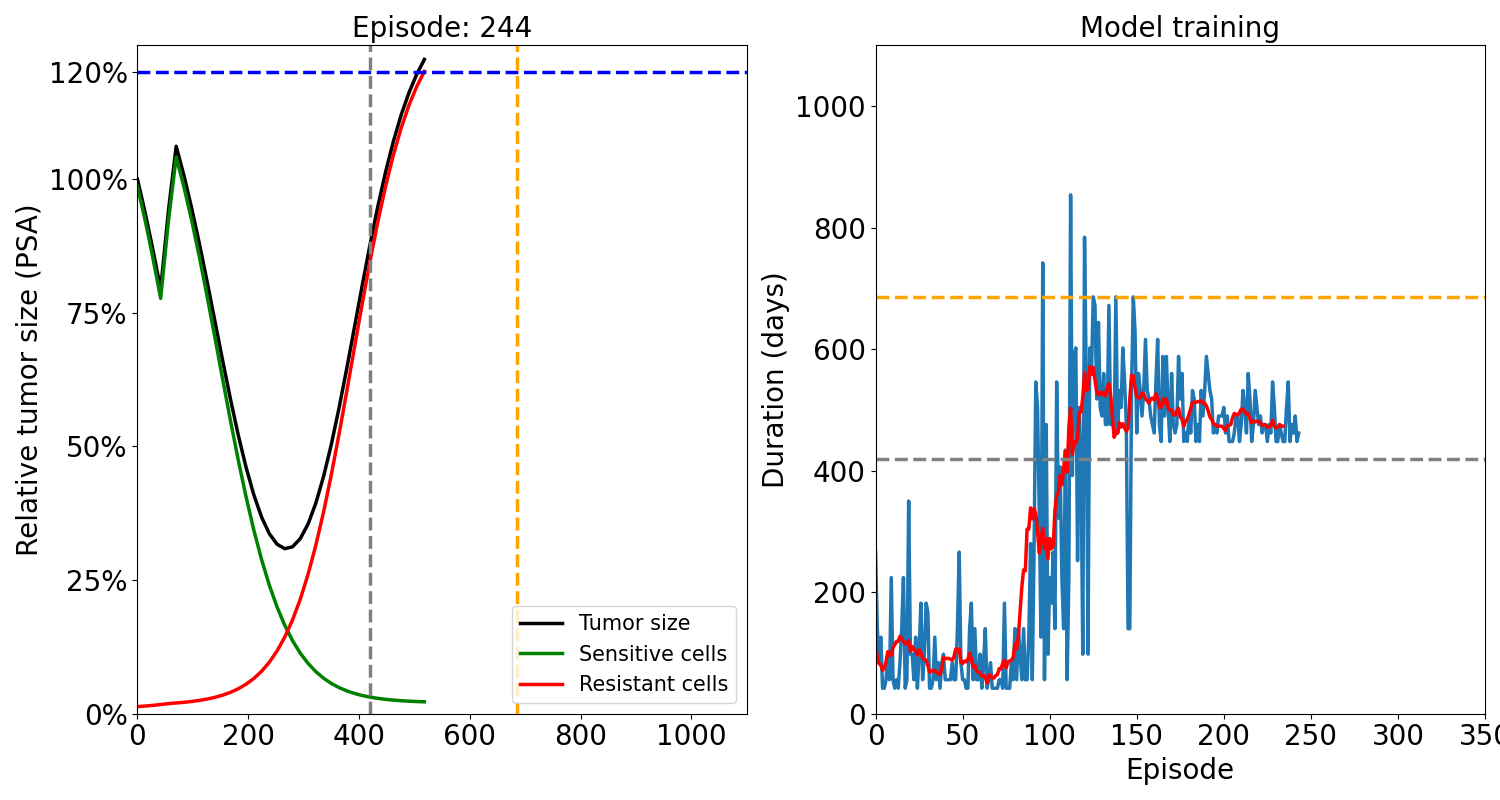 Episode: 244
Relative tumor size (PSA)
120%
100%
75%
50%
25%
0%
0 200 400 600 800 1000
Tumor size
Sensitive cells
Resistant cells
Model training
Duration (days)
1000
800
600
400
200
0
0 50 100 150 200 250 300 350
Episode